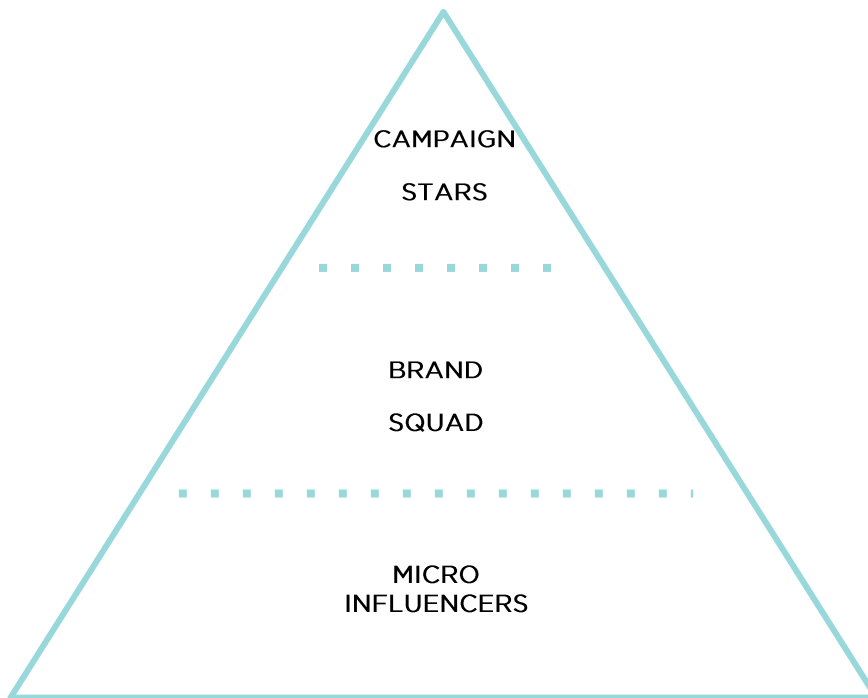 CAMPAIGN
STARS
BRAND
SQUAD
MICRO
INFLUENCERS